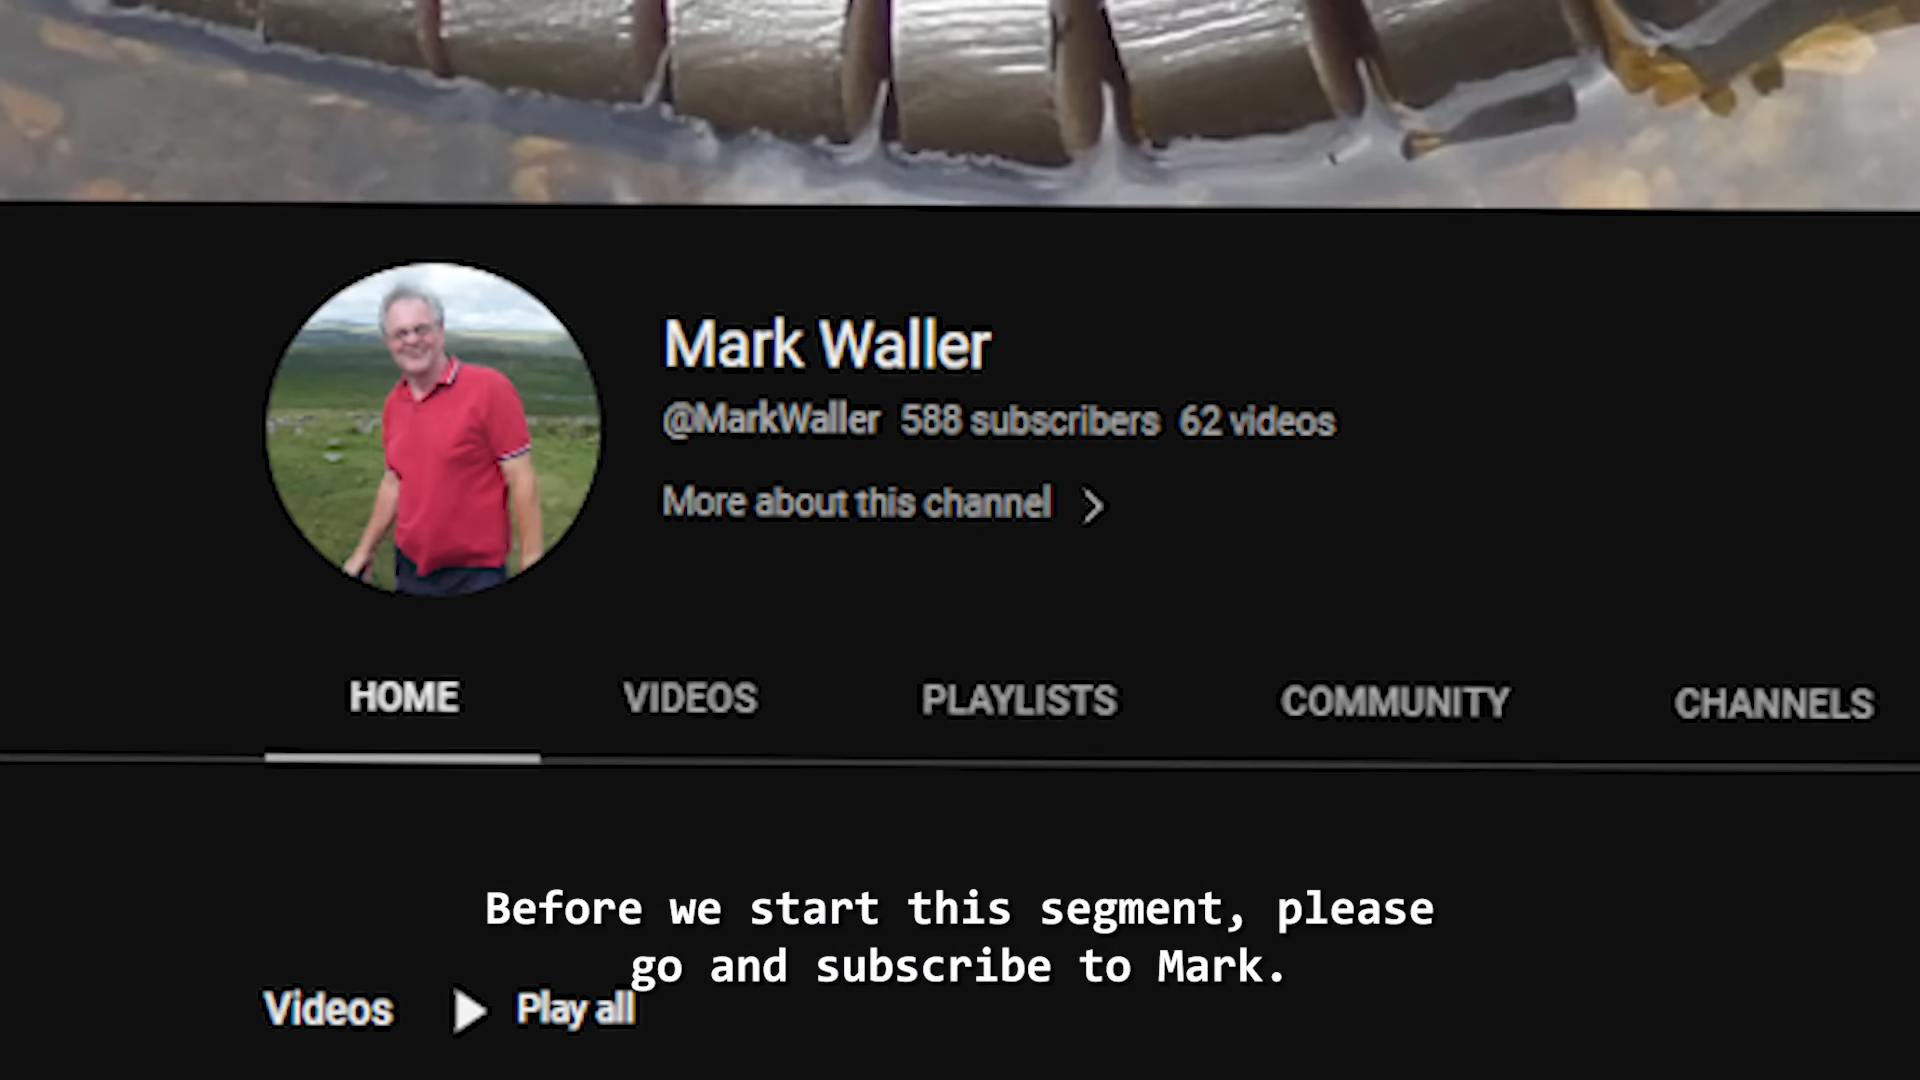 Mark Waller
@MarkWaller 588 subscribers 62 videos
More about this channel
HOME VIDEOS PLAYLISTS COMMUNITY CHANNELS
Before we start this segment, please
go and subscribe to Mark.
Videos Play all